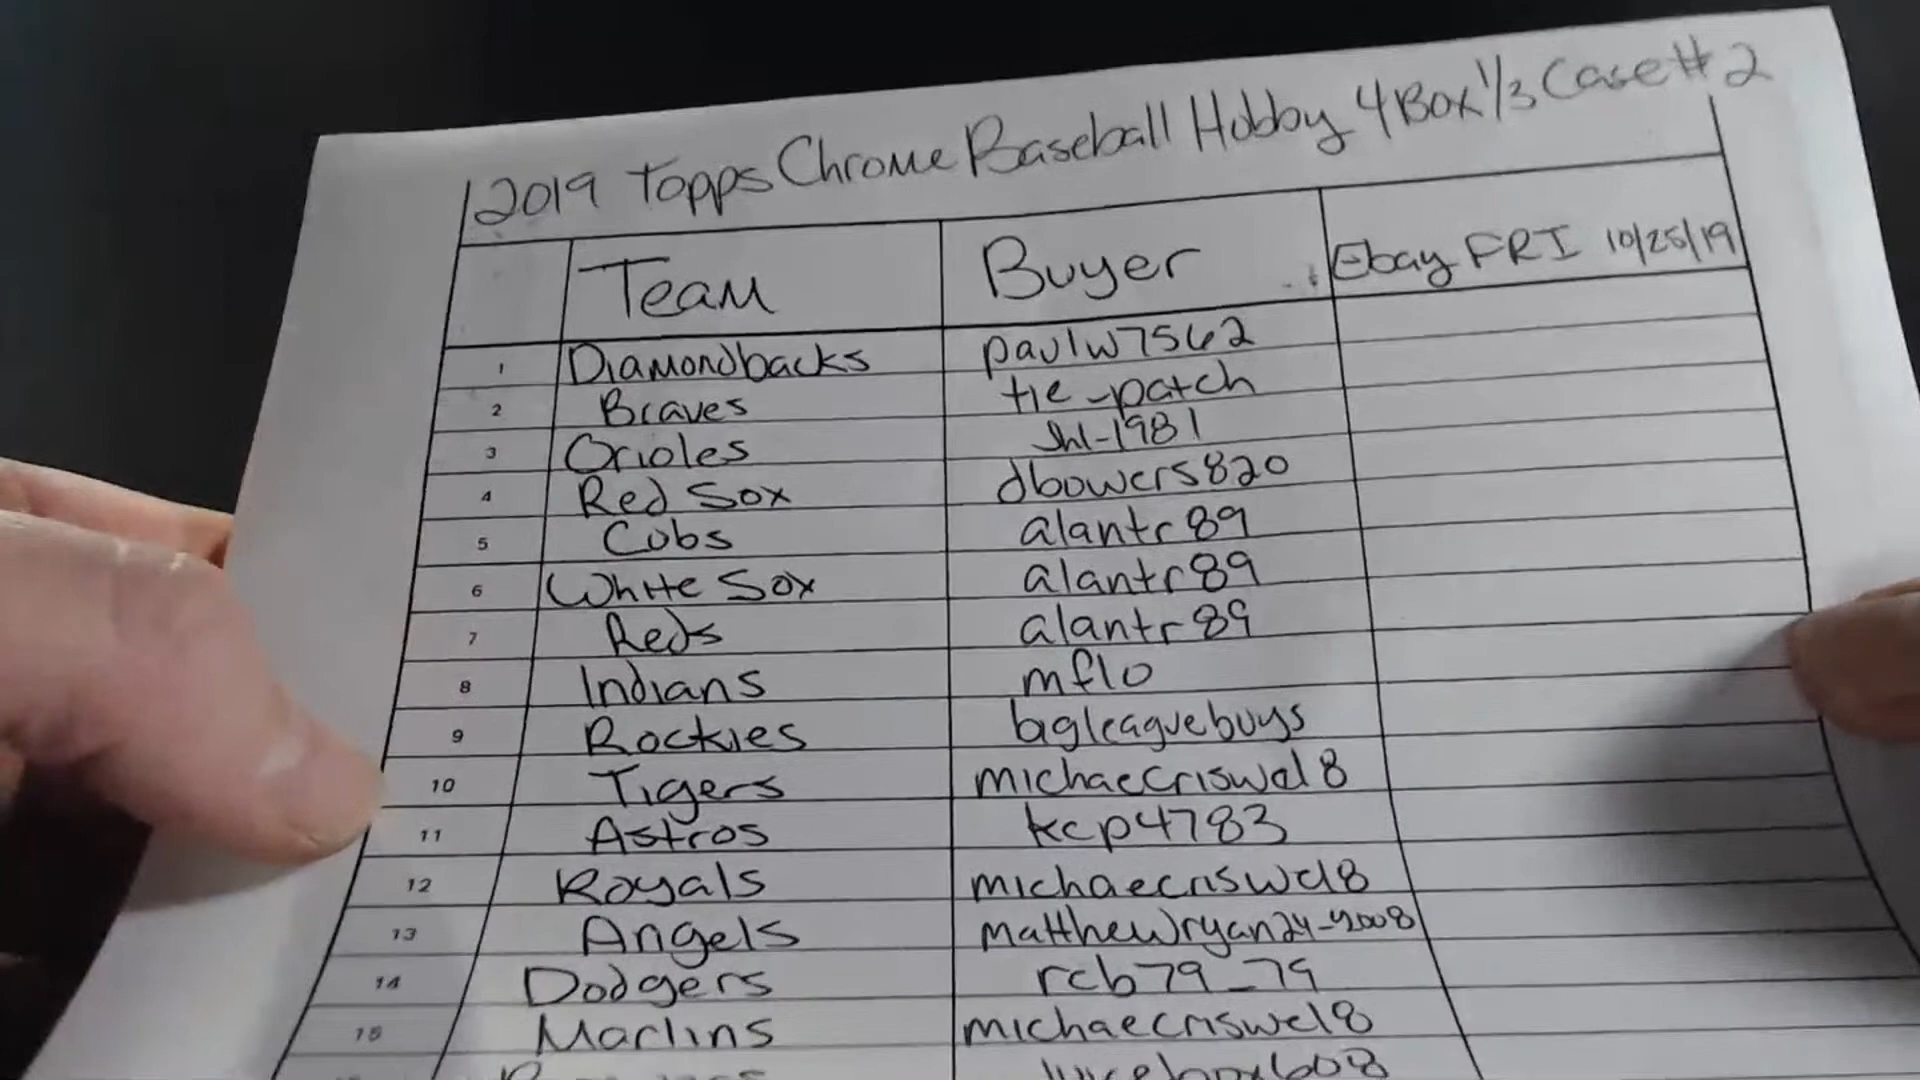 2019 Topps Chrome Baseball Hobby 4 Box 1/3 Case # 2
Team Buyer Ebay FRI 10/25/19
1 Diamondbacks paulw7562
2 Braves tie-patch
3 Orioles Jhl-1981
4 Red Sox dbowers820
5 Cubs alantr89
6 White Sox alantr89
7 Reds alantr89
8 Indians mflo
9 Rockies bigleaguebuys
10 Tigers michaecriswel8
11 Astros kcp4783
12 Royals michaecriswel8
13 Angels matthewryan24-4008
14 Dodgers rcb79_79
15 Marlins michaecriswel8